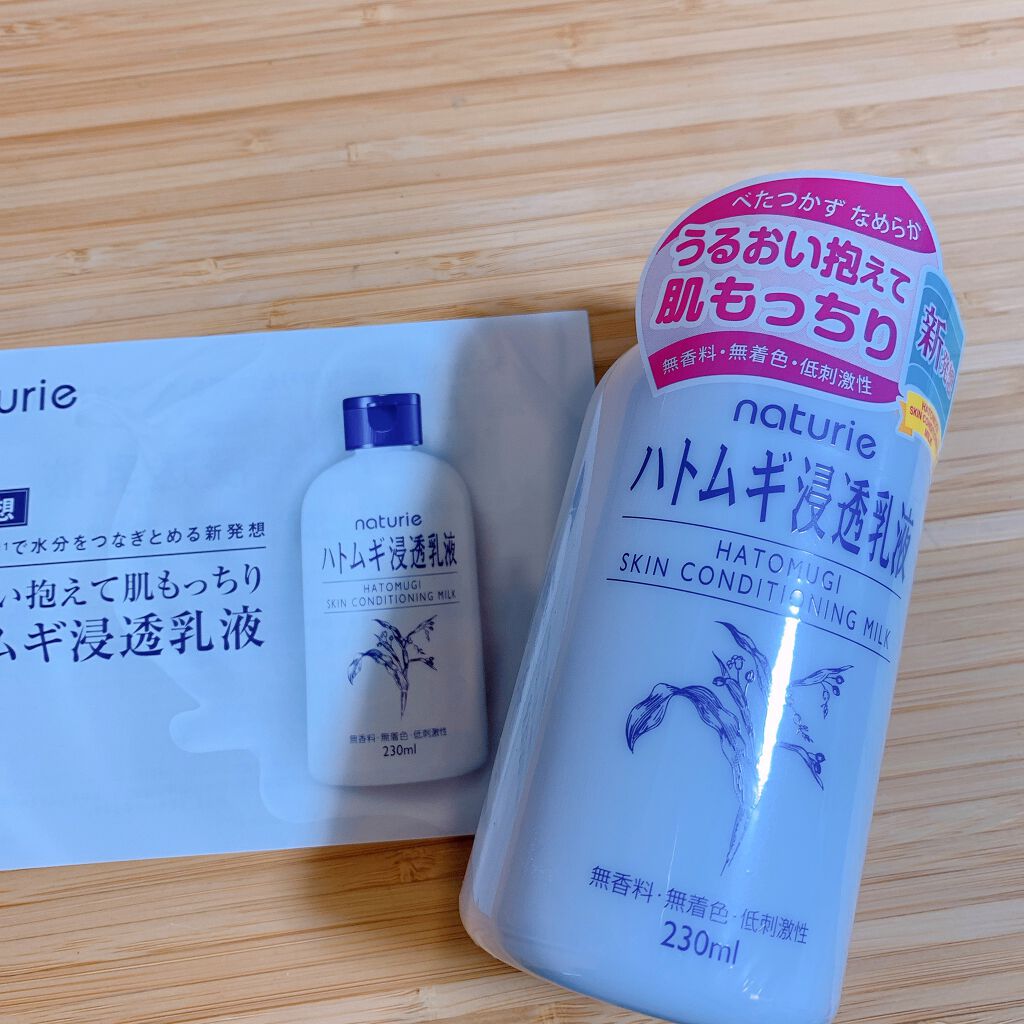 urie
想
で水分をつなぎとめる新発想
い抱えて肌もっちり
ムギ浸透乳液
naturie
ハトムギ浸透乳液
HATOMUGI
SKIN CONDITIONING MILK
無香料・無着色・低刺激性
230ml
べたつかず なめらか
うるおい抱えて
肌もっちり
無香料・無着色・低刺激性
新発
SKIN CONDITIONING
MILK
naturie
ハトムギ浸透乳液
HATOMUGI
SKIN CONDITIONING MILK
無香料・無着色・低刺激性
230ml